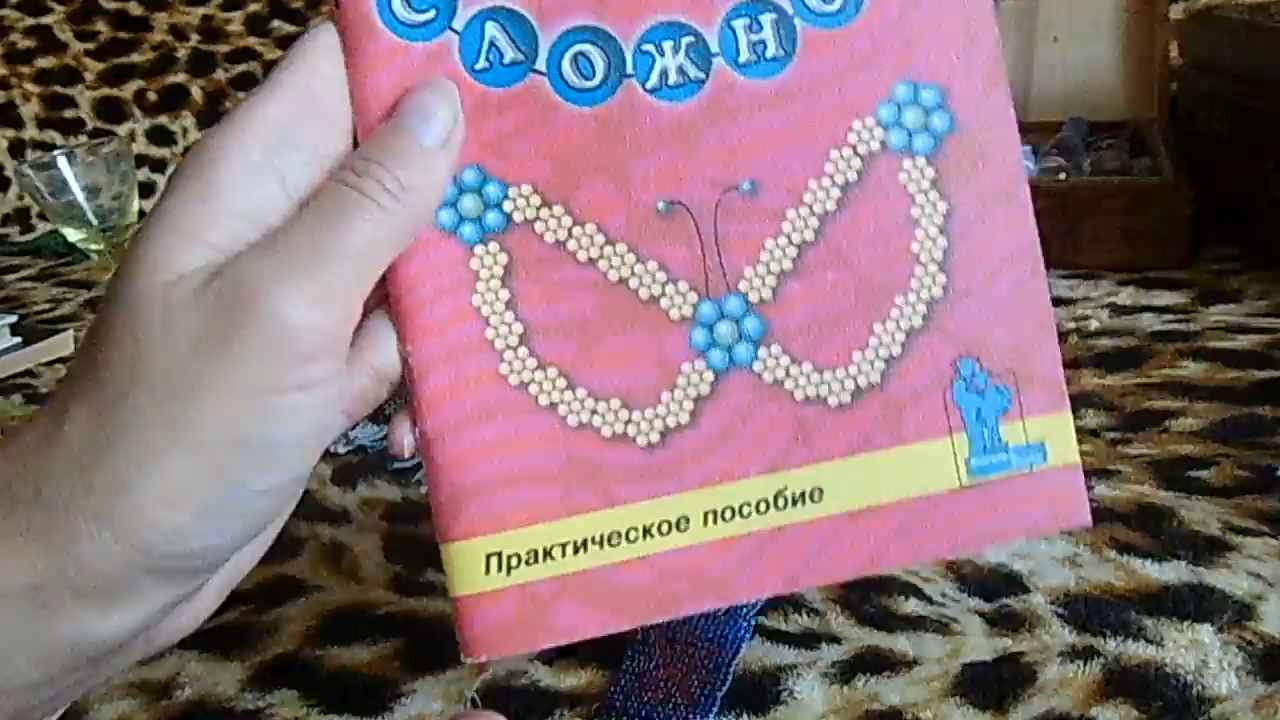 СЛОЖНО
Практическое пособие